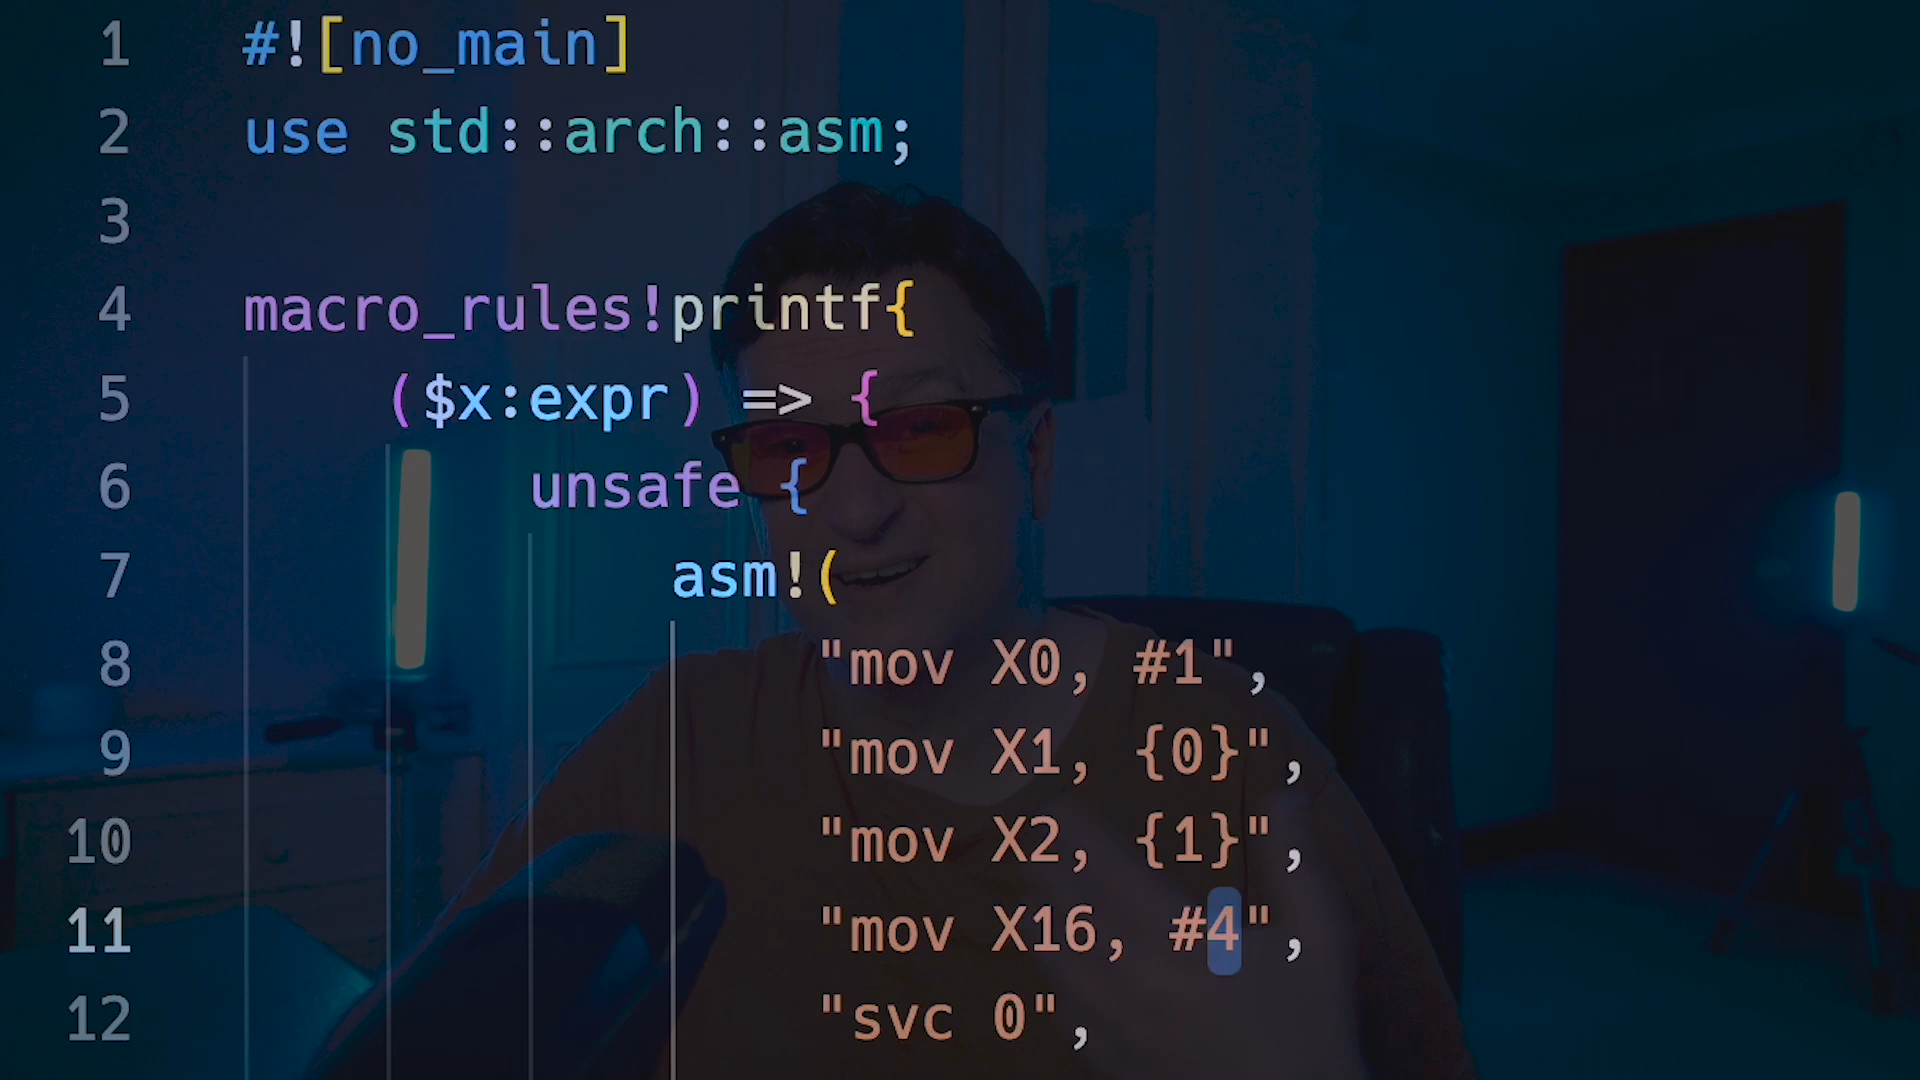 1 #![no_main]
2 use std::arch::asm;
3
4 macro_rules!printf{
5 ($x:expr) => {
6 unsafe {
7 asm!(
8 "mov X0, #1",
9 "mov X1, {0}",
10 "mov X2, {1}",
11 "mov X16, #4",
12 "svc 0",